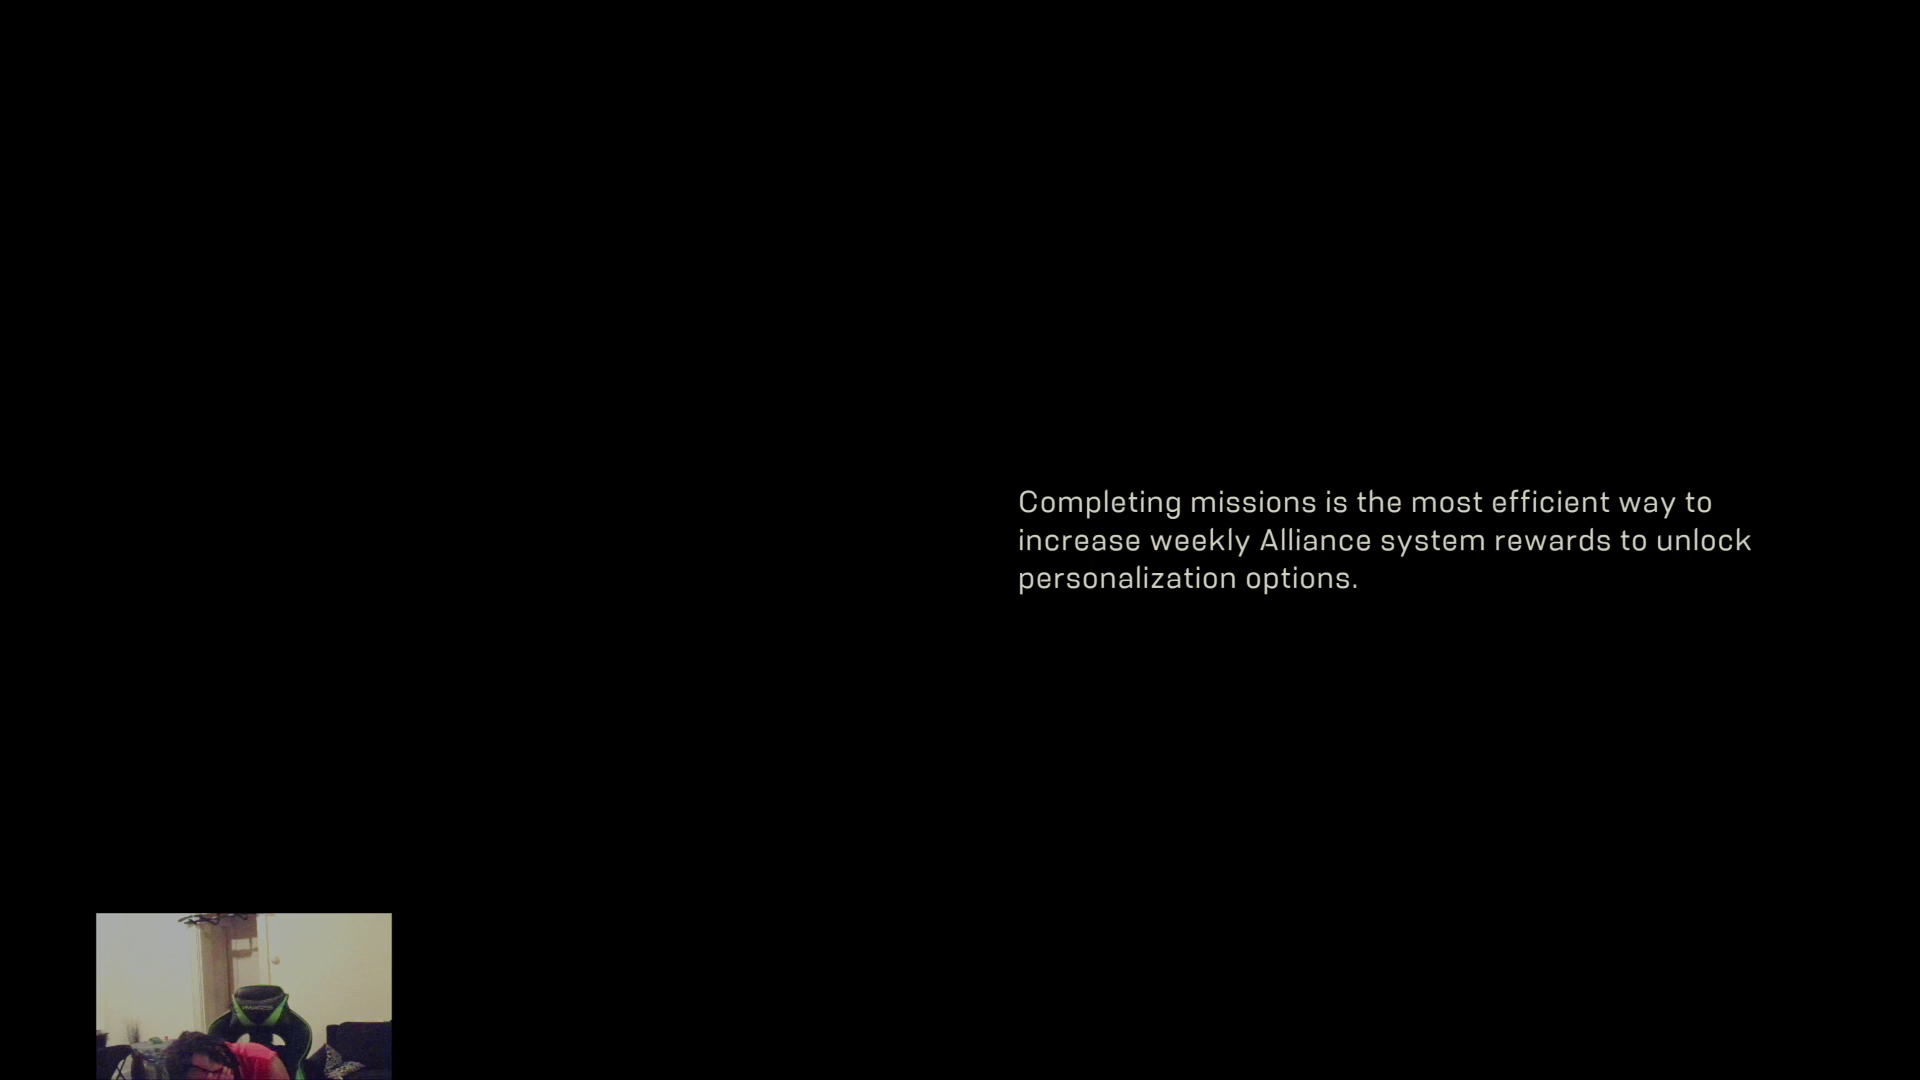 Completing missions is the most efficient way to
increase weekly Alliance system rewards to unlock
personalization options.